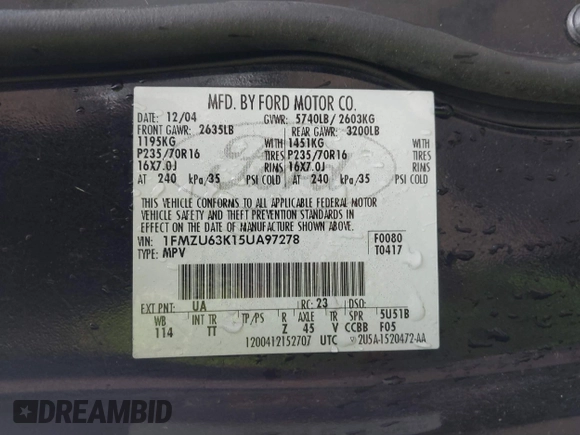 MFD. BY FORD MOTOR CO.
DATE: 12/04 GVWR: 5740LB/ 2603KG
FRONT GAWR: 2635LB REAR GAWR: 3200LB
1195KG WITH 1451KG WITH
P235/70R16 TIRES P235/70R16 TIRES
16X7.0J RIMS 16X7.0J RIMS
AT 240 kPa/35 PSI COLD AT 240 kPa/35 PSI COLD
Ford
THIS VEHICLE CONFORMS TO ALL APPLICABLE FEDERAL MOTOR
VEHICLE SAFETY AND THEFT PREVENTION STANDARDS IN
EFFECT ON THE DATE OF MANUFACTURE SHOWN ABOVE.
VIN: 1FMZU63K15UA97278 F0080
TYPE: MPV T0417
EXT PNT: UA RC: 23 DSO:
WB INT TR TP/PS R AXLE TR SPR 5U51B
114 TT Z 45 V CCBB F05
1200412152707 UTC 2U5A-1520472-AA
DREAMBID